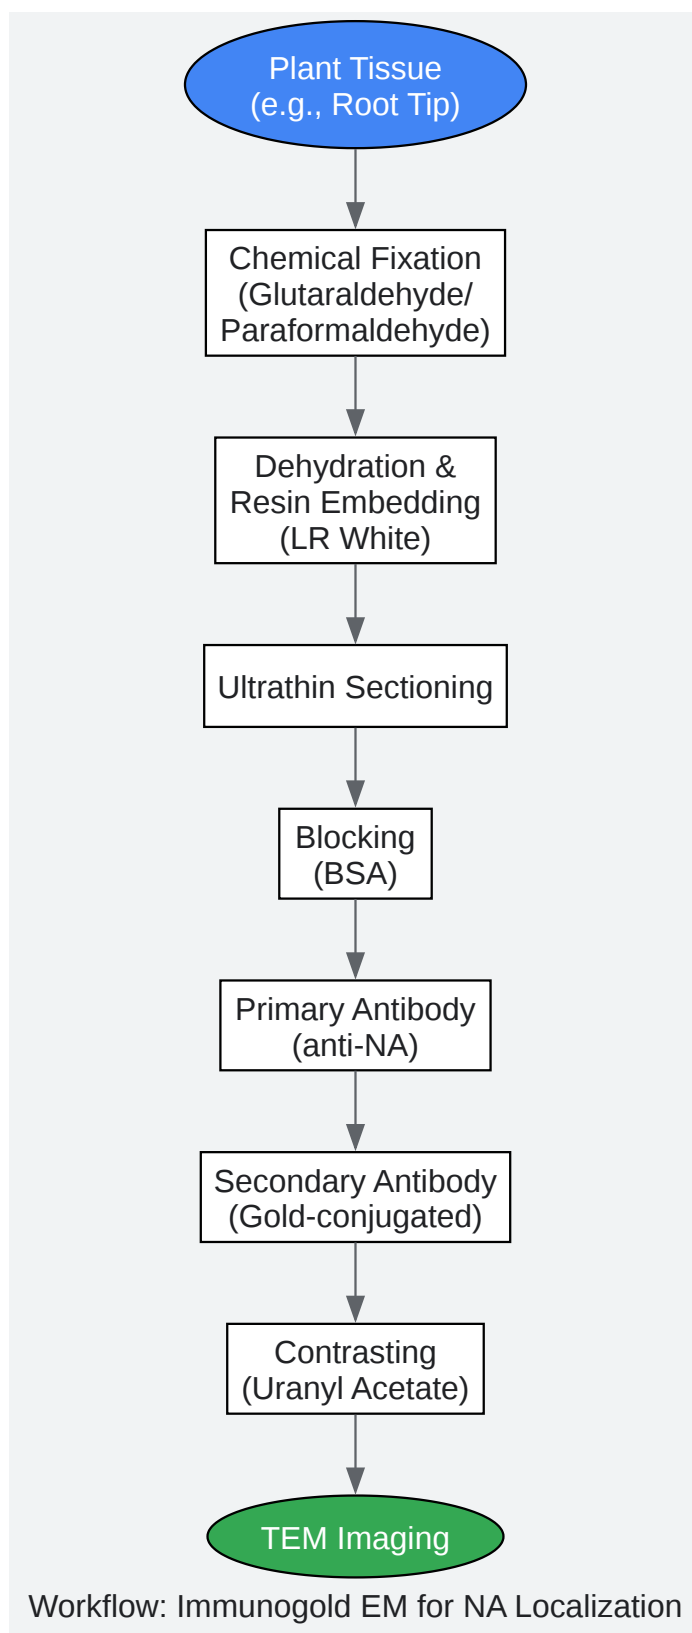 Plant Tissue
(e.g., Root Tip)
Chemical Fixation
(Glutaraldehyde/
Paraformaldehyde)
Dehydration &
Resin Embedding
(LR White)
Ultrathin Sectioning
Blocking
(BSA)
Primary Antibody
(anti-NA)
Secondary Antibody
(Gold-conjugated)
Contrasting
(Uranyl Acetate)
TEM Imaging
Workflow: Immunogold EM for NA Localization